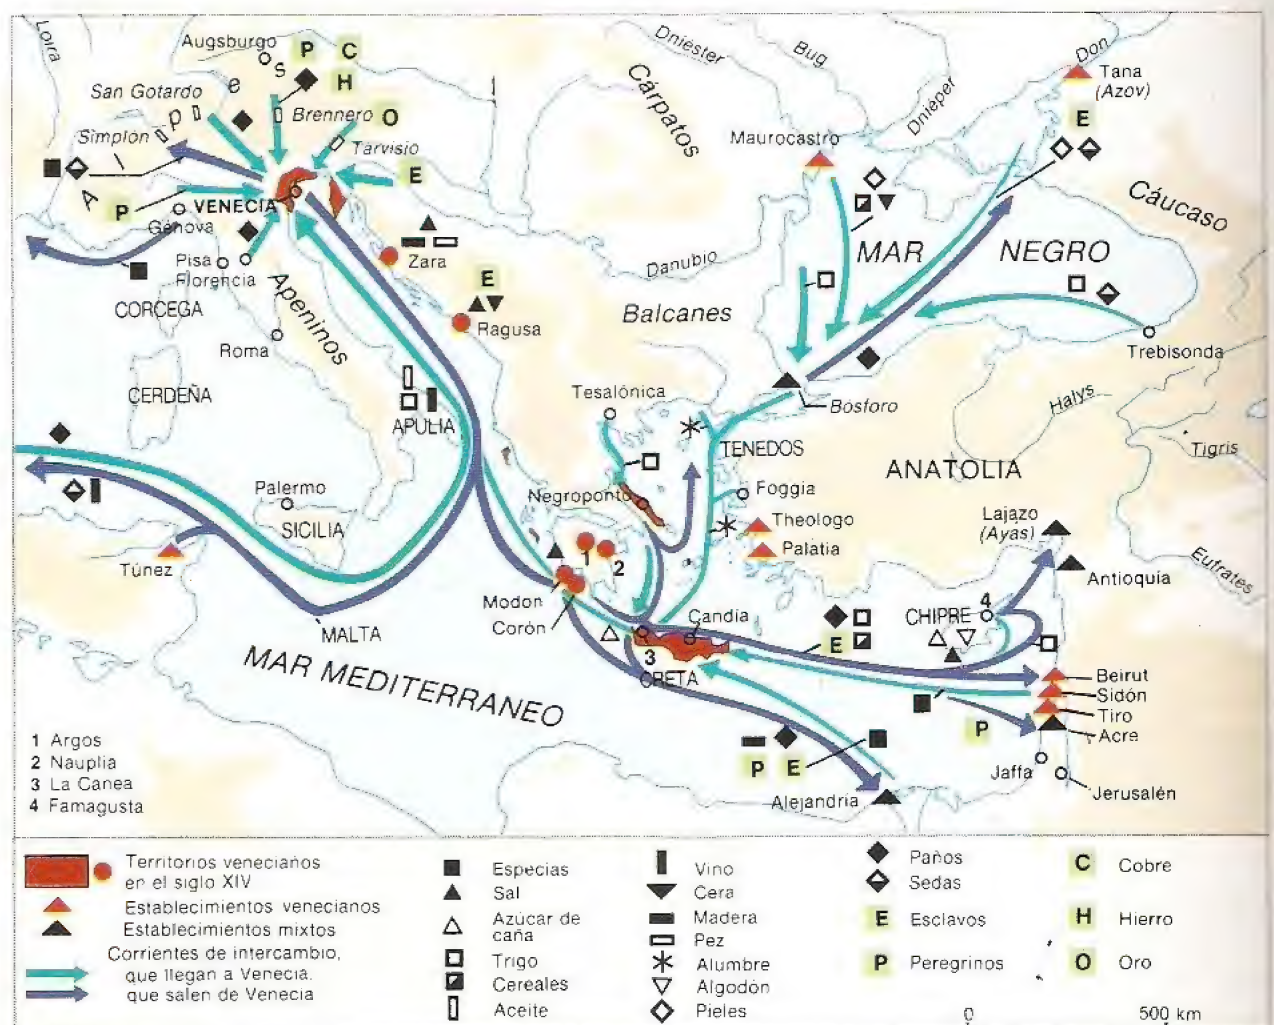 Loira
Augsburgo
P C
H
San Gotardo
Simplón
Alpes
Brennero
O
Tarvisio
E
P
VENECIA
Génova
Pisa
Florencia
CORCEGA
Apeninos
Roma
CERDEÑA
Zara
E
Ragusa
APULIA
Palermo
SICILIA
Túnez
MALTA
MAR MEDITERRANEO
Dniéster
Bug
Dniéper
Don
Cárpatos
Maurocastro
Tana
(Azov)
E
Cáucaso
MAR NEGRO
Danubio
Balcanes
Trebisonda
Bósforo
Halys
Tigris
Tesalónica
TENEDOS
ANATOLIA
Negroponto
Foggia
Theologo
Palatia
Lajazo
(Ayas)
Antioquía
Eufrates
1
2
Modon
Corón
Candia
3
CRETA
E
CHIPRE
4
Beirut
Sidón
Tiro
Acre
P
P E
Jaffa
Jerusalén
Alejandria
1 Argos
2 Nauplia
3 La Canea
4 Famagusta
Territorios venecianos
en el siglo XIV
Establecimientos venecianos
Establecimientos mixtos
Corrientes de intercambio,
que llegan a Venecia.
que salen de Venecia
Especias
Sal
Azúcar de
caña
Trigo
Cereales
Aceite
Vino
Cera
Madera
Pez
Alumbre
Algodón
Pieles
Paños
Sedas
E Esclavos
P Peregrinos
C Cobre
H Hierro
O Oro
0 500 km